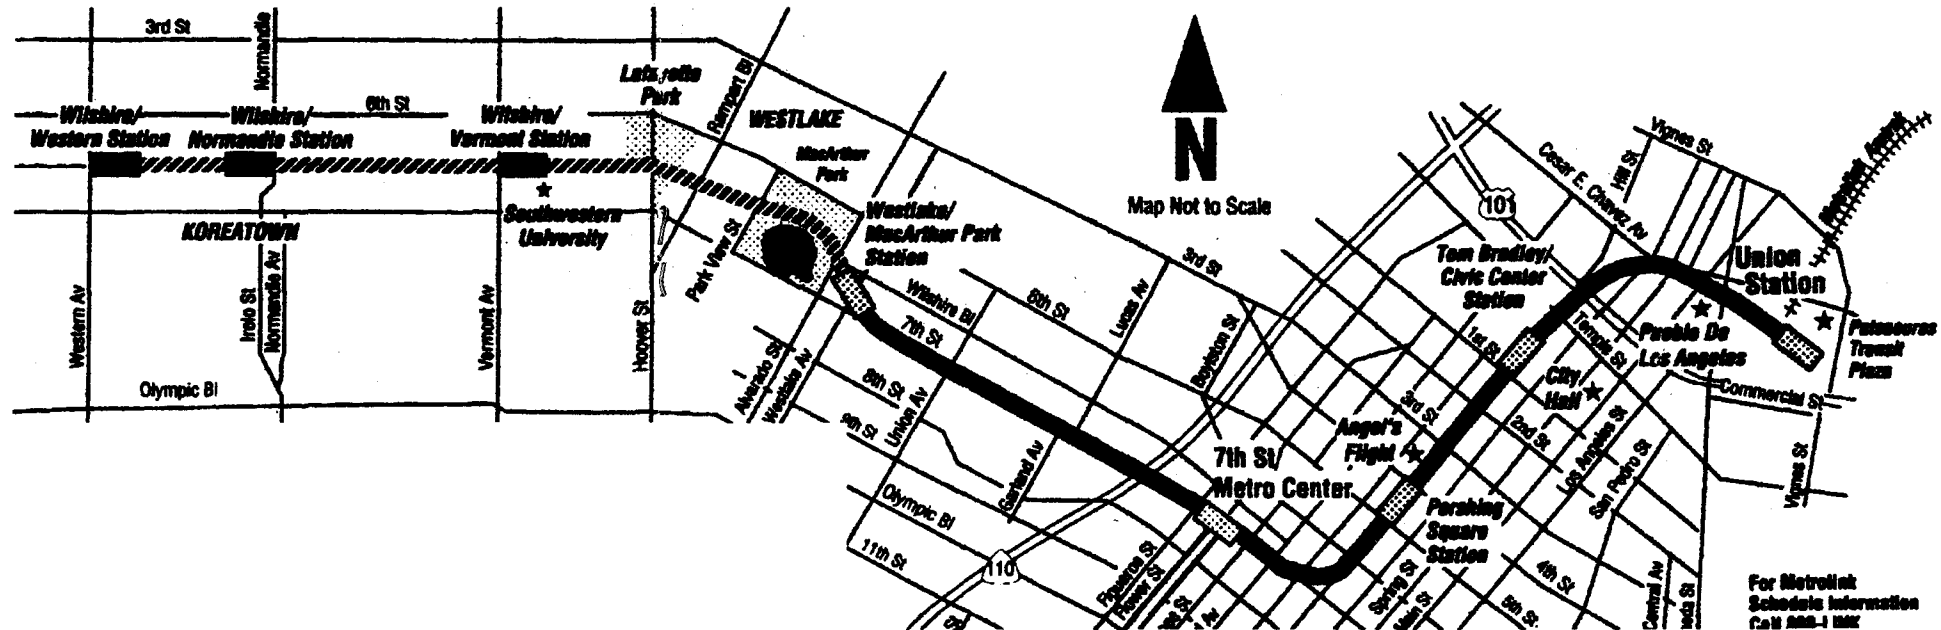 3rd St
Normandie
Lafayette
Park
Rampart Bl
WESTLAKE
6th St
Wilshire/
Western Station
Wilshire/
Normandie Station
Wilshire/
Vermont Station
MacArthur
Park
N
Map Not to Scale
KOREATOWN
Southwestern
University
Park View St
Westlake/
MacArthur Park
Station
Western Av
Irolo St
Normandie Av
Vermont Av
Hoover St
Olympic Bl
Alvarado St
Westlake Av
Wilshire Bl
7th St
6th St
8th St
9th St
Union Av
Lucas Av
3rd St
Boylston St
Garland Av
Olympic Bl
11th St
110
7th St/
Metro Center
Figueroa St
Flower St
101
Cesar E. Chavez Av
Hill St
Vignes St
Metrolink Amtrak
Union
Station
Tom Bradley/
Civic Center
Station
Pueblo De
Los Angeles
Patsaouras
Transit
Plaza
1st St
Temple St
City
Hall
Commercial St
3rd St
Angel's
Flight
2nd St
Los Angeles St
San Pedro St
Vignes St
Pershing
Square
Station
Spring St
Main St
4th St
5th St
Central Av
For Metrolink
Schedule Information